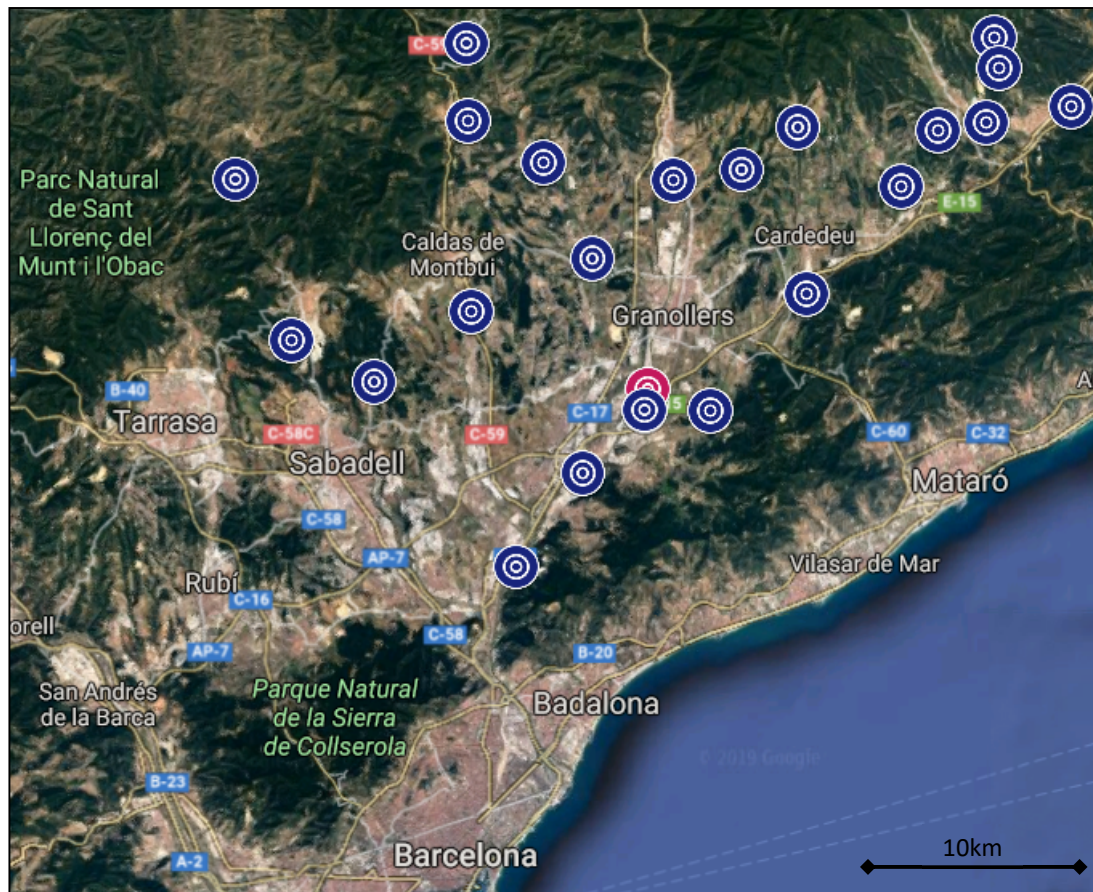 C-59
Parc Natural
de Sant
Llorenç del
Munt i l'Obac
E-15
Caldas de
Montbui
Cardedeu
Granollers
B-40
C-17
5
A
Tarrasa
C-58C
C-59
C-60
C-32
Sabadell
Mataró
C-58
AP-7
Vilasar de Mar
Rubí
C-16
orell
C-58
AP-7
B-20
San Andrés
de la Barca
Parque Natural
de la Sierra
de Collserola
Badalona
© 2019 Google
B-23
10km
Barcelona
A-2